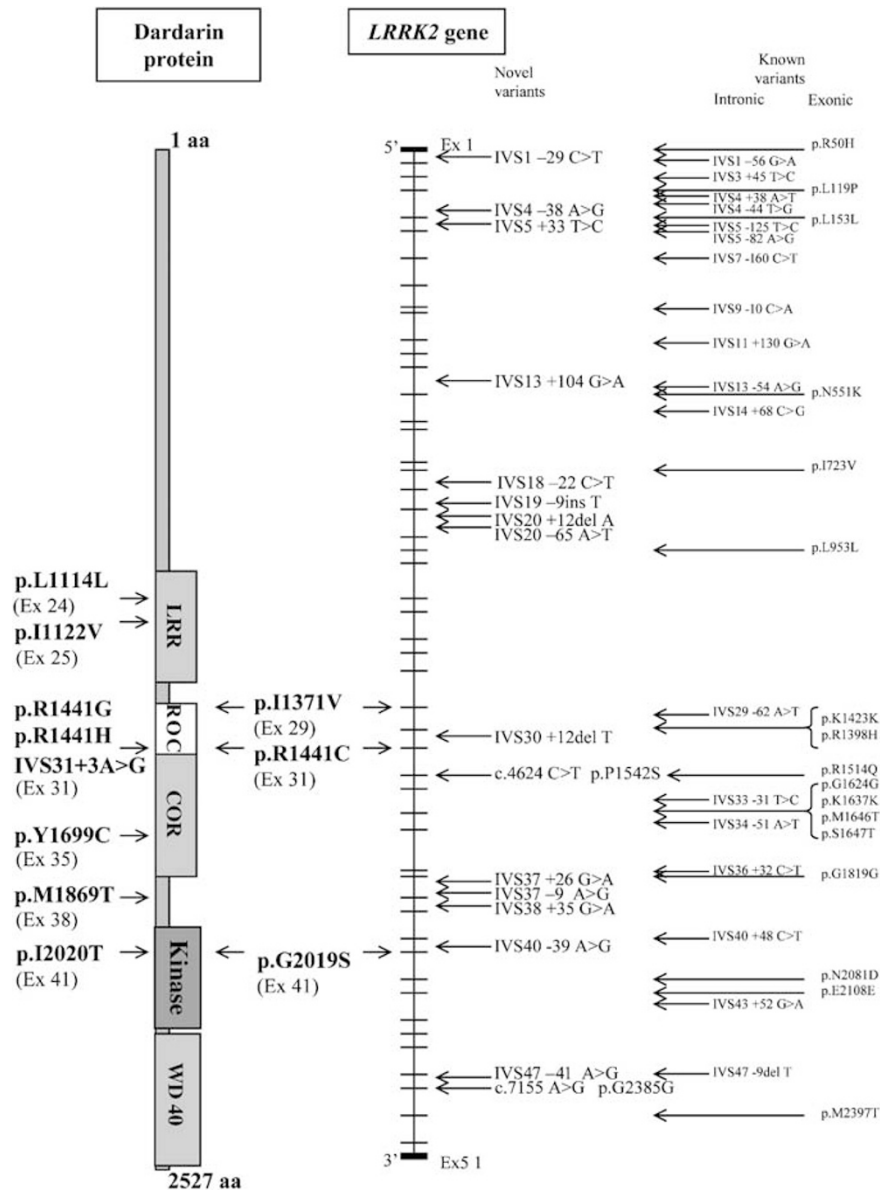 Dardarin
protein
LRRK2 gene
Novel
variants
Known
variants
Intronic
Exonic
1 aa
LRR
ROC
COR
Kinase
WD 40
2527 aa
p.L1114L
(Ex 24)
p.I1122V
(Ex 25)
p.R1441G
p.R1441H
IVS31+3A>G
(Ex 31)
p.Y1699C
(Ex 35)
p.M1869T
(Ex 38)
p.I2020T
(Ex 41)
p.I1371V
(Ex 29)
p.R1441C
(Ex 31)
p.G2019S
(Ex 41)
5’
Ex 1
3’
Ex5 1
IVS1 –29 C>T
IVS4 –38 A>G
IVS5 +33 T>C
IVS13 +104 G>A
IVS18 –22 C>T
IVS19 –9ins T
IVS20 +12del A
IVS20 –65 A>T
IVS30 +12del T
c.4624 C>T p.P1542S
IVS37 +26 G>A
IVS37 –9 A>G
IVS38 +35 G>A
IVS40 -39 A>G
IVS47 –41 A>G
c.7155 A>G p.G2385G
IVS1 –56 G>A
IVS3 +45 T>C
IVS4 +38 A>T
IVS4 -44 T>G
IVS5 -125 T>C
IVS5 -82 A>G
IVS7 -160 C>T
IVS9 -10 C>A
IVS11 +130 G>A
IVS13 -54 A>G
IVS14 +68 C>G
IVS29 -62 A>T
IVS33 -31 T>C
IVS34 -51 A>T
IVS36 +32 C>T
IVS40 +48 C>T
IVS43 +52 G>A
IVS47 -9del T
p.R50H
p.L119P
p.L153L
p.N551K
p.I723V
p.L953L
p.K1423K
p.R1398H
p.R1514Q
p.G1624G
p.K1637K
p.M1646T
p.S1647T
p.G1819G
p.N2081D
p.E2108E
p.M2397T